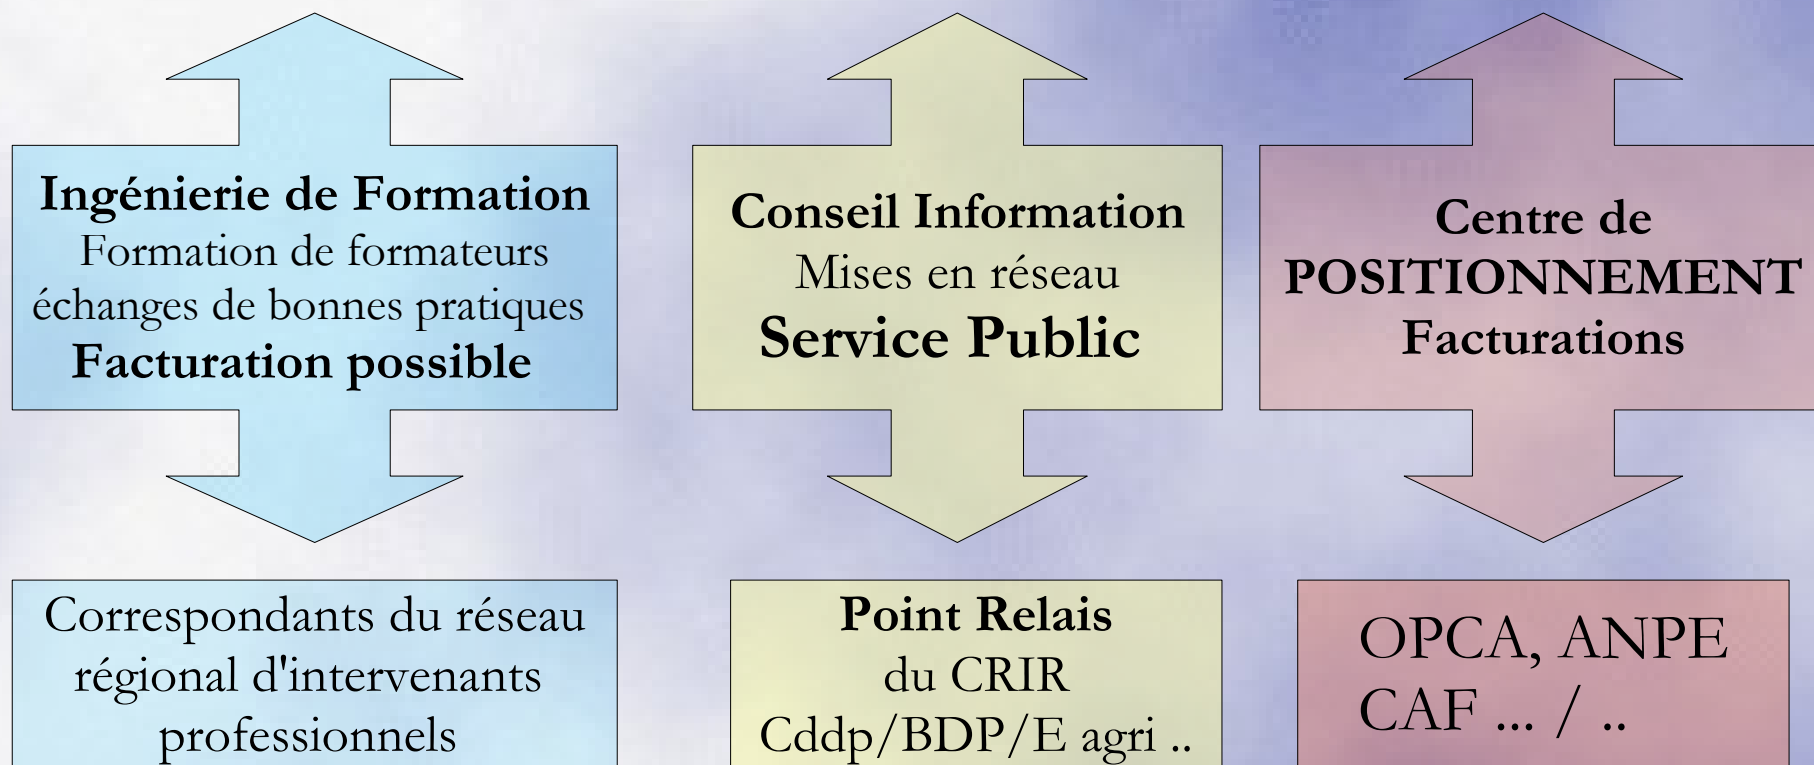 Ingénierie de Formation
Formation de formateurs
échanges de bonnes pratiques
Facturation possible
Conseil Information
Mises en réseau
Service Public
Centre de
POSITIONNEMENT
Facturations
Correspondants du réseau
régional d'intervenants
professionnels
Point Relais
du CRIR
Cddp/BDP/E agri ..
OPCA, ANPE
CAF ... / ..